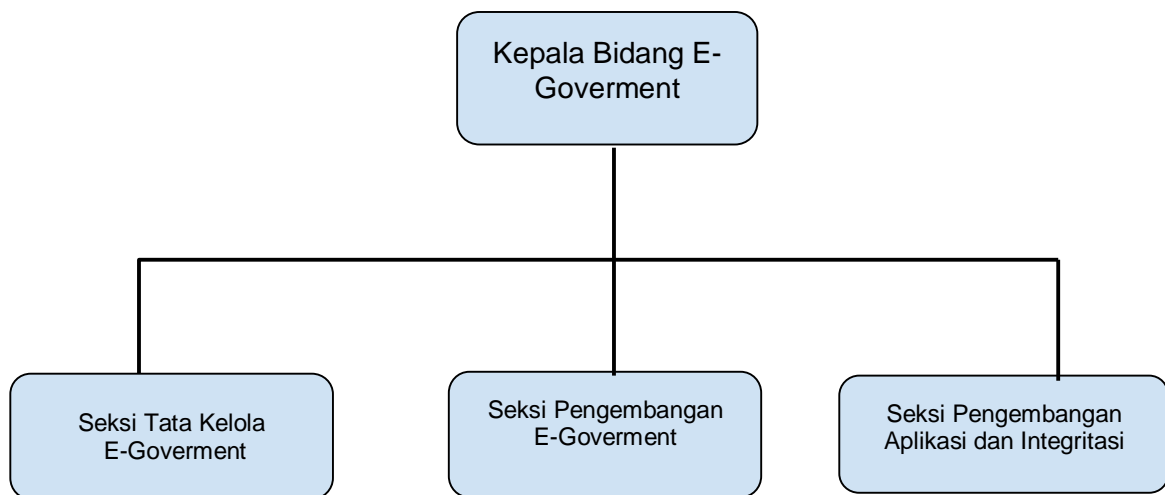 Kepala Bidang E-
Goverment
Seksi Tata Kelola
E-Goverment
Seksi Pengembangan
E-Goverment
Seksi Pengembangan
Aplikasi dan Integritasi